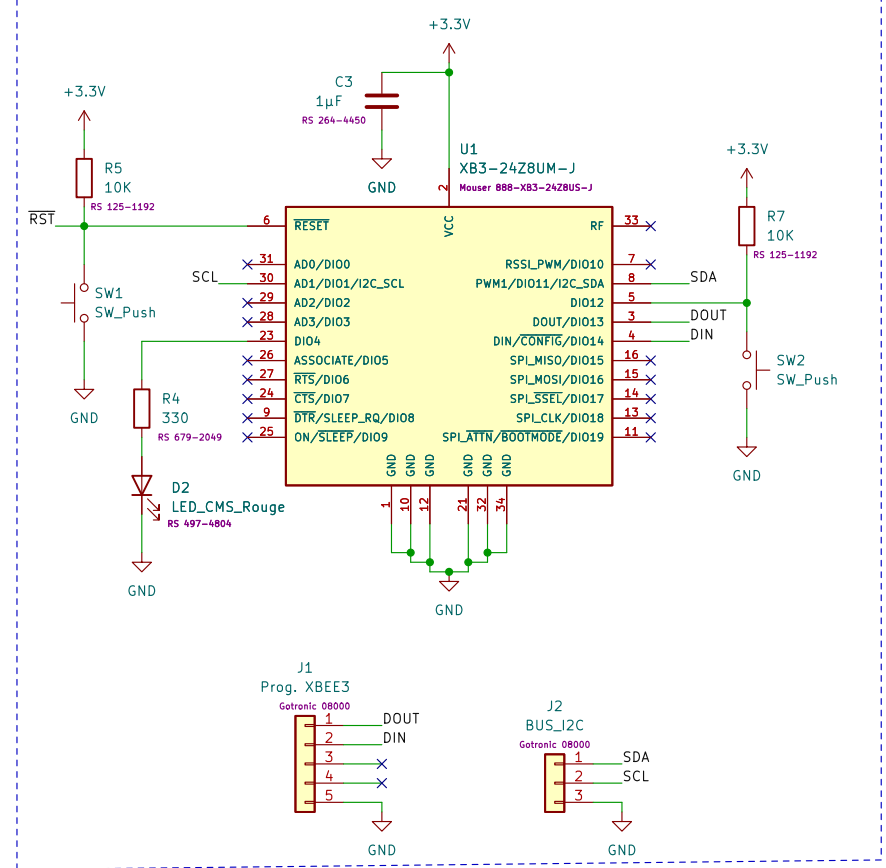 +3.3V
C3
1µF
RS 264-4450
GND
+3.3V
R5
10K
RS 125-1192
RST
SW1
SW_Push
GND
U1
XB3-24Z8UM-J
Mouser 888-XB3-24Z8US-J
2
VCC
6 RESET
31 AD0/DIO0
SCL 30 AD1/DIO1/I2C_SCL
29 AD2/DIO2
28 AD3/DIO3
23 DIO4
26 ASSOCIATE/DIO5
27 RTS/DIO6
24 CTS/DIO7
9 DTR/SLEEP_RQ/DIO8
25 ON/SLEEP/DIO9
RF 33
RSSI_PWM/DIO10 7
PWM1/DIO11/I2C_SDA 8 SDA
DIO12 5
DOUT/DIO13 3 DOUT
DIN/CONFIG/DIO14 4 DIN
SPI_MISO/DIO15 16
SPI_MOSI/DIO16 15
SPI_SSEL/DIO17 14
SPI_CLK/DIO18 13
SPI_ATTN/BOOTMODE/DIO19 11
GND GND GND GND GND GND
1 10 12 21 32 34
GND
+3.3V
R7
10K
RS 125-1192
SW2
SW_Push
GND
R4
330
RS 679-2049
D2
LED_CMS_Rouge
RS 497-4804
GND
J1
Prog. XBEE3
Gotronic 08000
1 DOUT
2 DIN
3
4
5
GND
J2
BUS_I2C
Gotronic 08000
1 SDA
2 SCL
3
GND